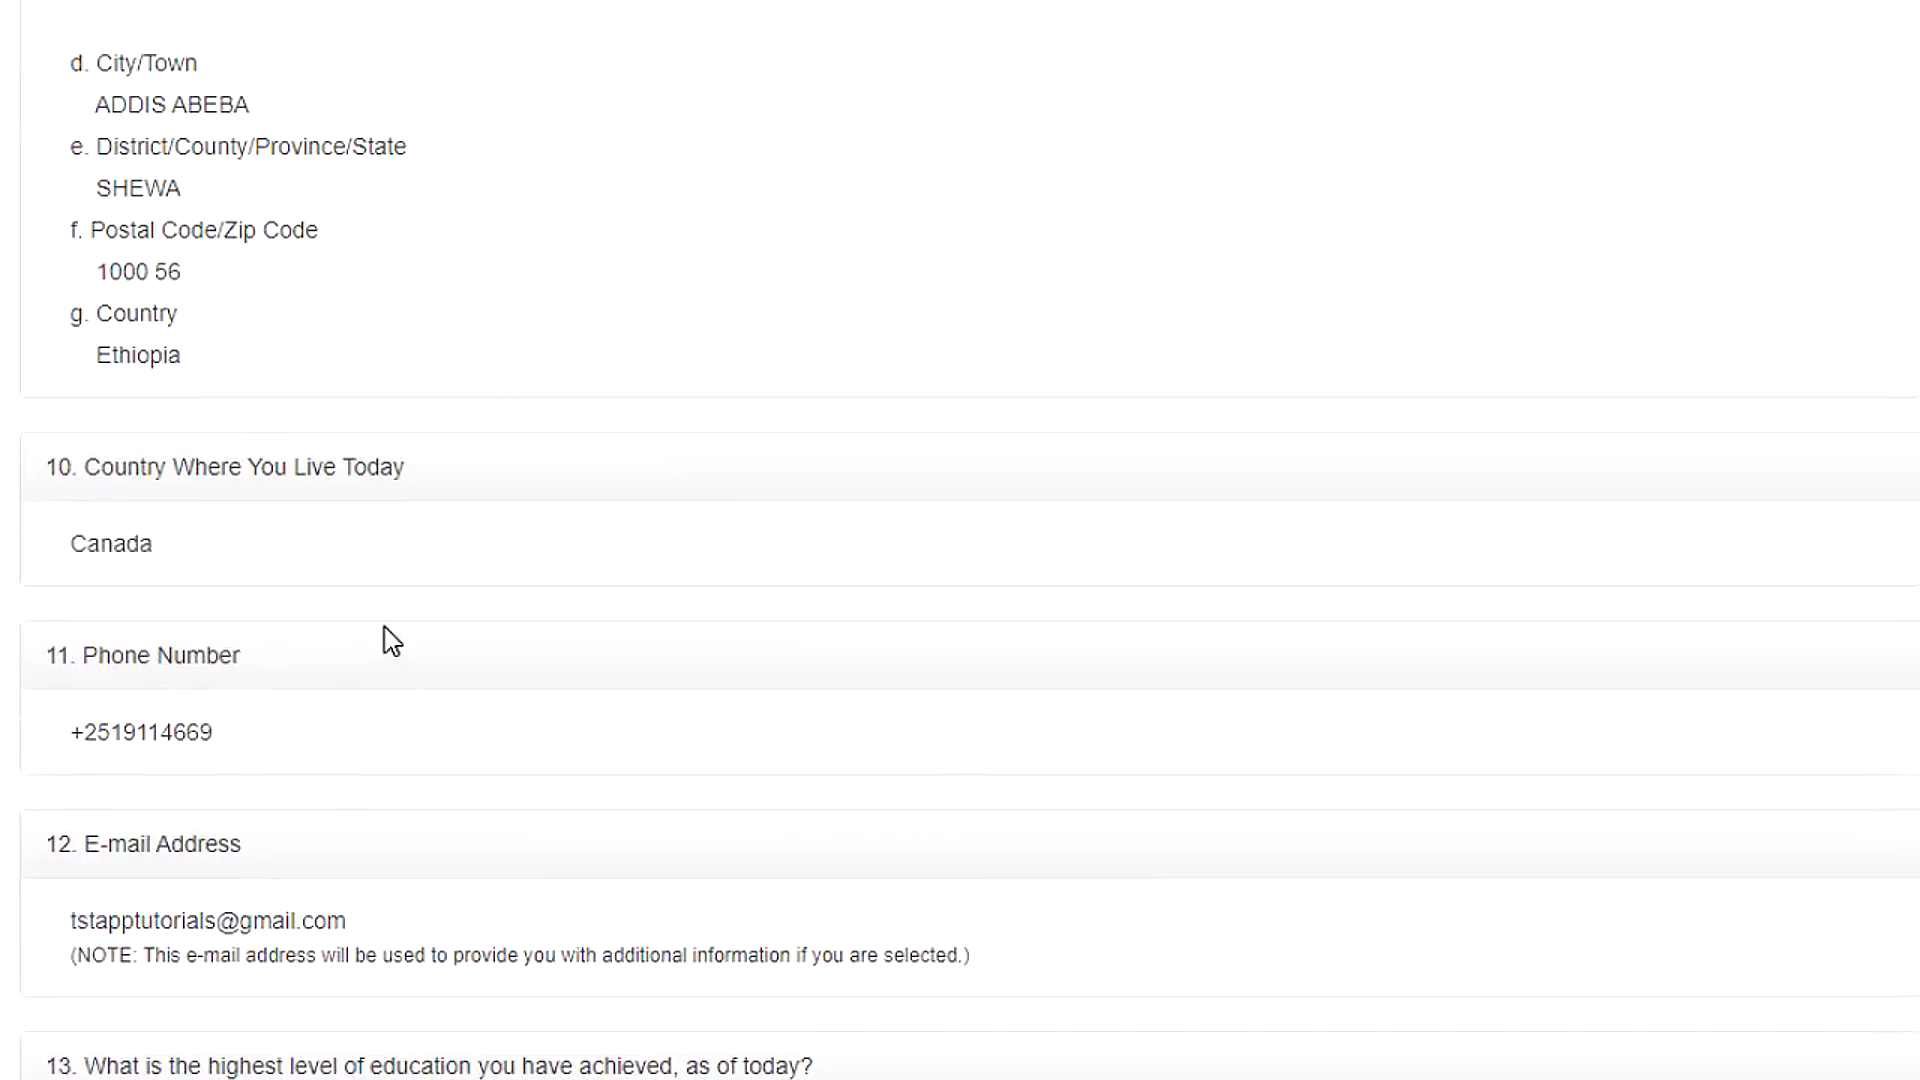 d. City/Town
ADDIS ABEBA
e. District/County/Province/State
SHEWA
f. Postal Code/Zip Code
1000 56
g. Country
Ethiopia
10. Country Where You Live Today
Canada
11. Phone Number
+2519114669
12. E-mail Address
tstapptutorials@gmail.com
(NOTE: This e-mail address will be used to provide you with additional information if you are selected.)
13. What is the highest level of education you have achieved, as of today?